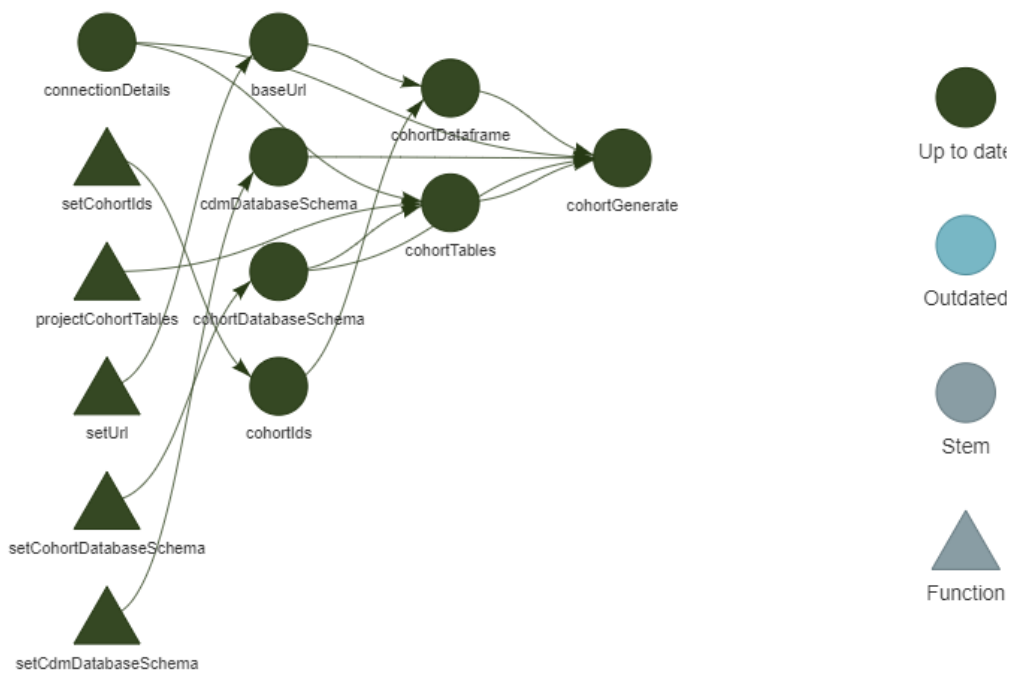 connectionDetails
baseUrl
cohortDataframe
setCohortIds
cdmDatabaseSchema
cohortGenerate
cohortTables
projectCohortTables
cohortDatabaseSchema
setUrl
cohortIds
setCohortDatabaseSchema
setCdmDatabaseSchema
Up to date
Outdated
Stem
Function